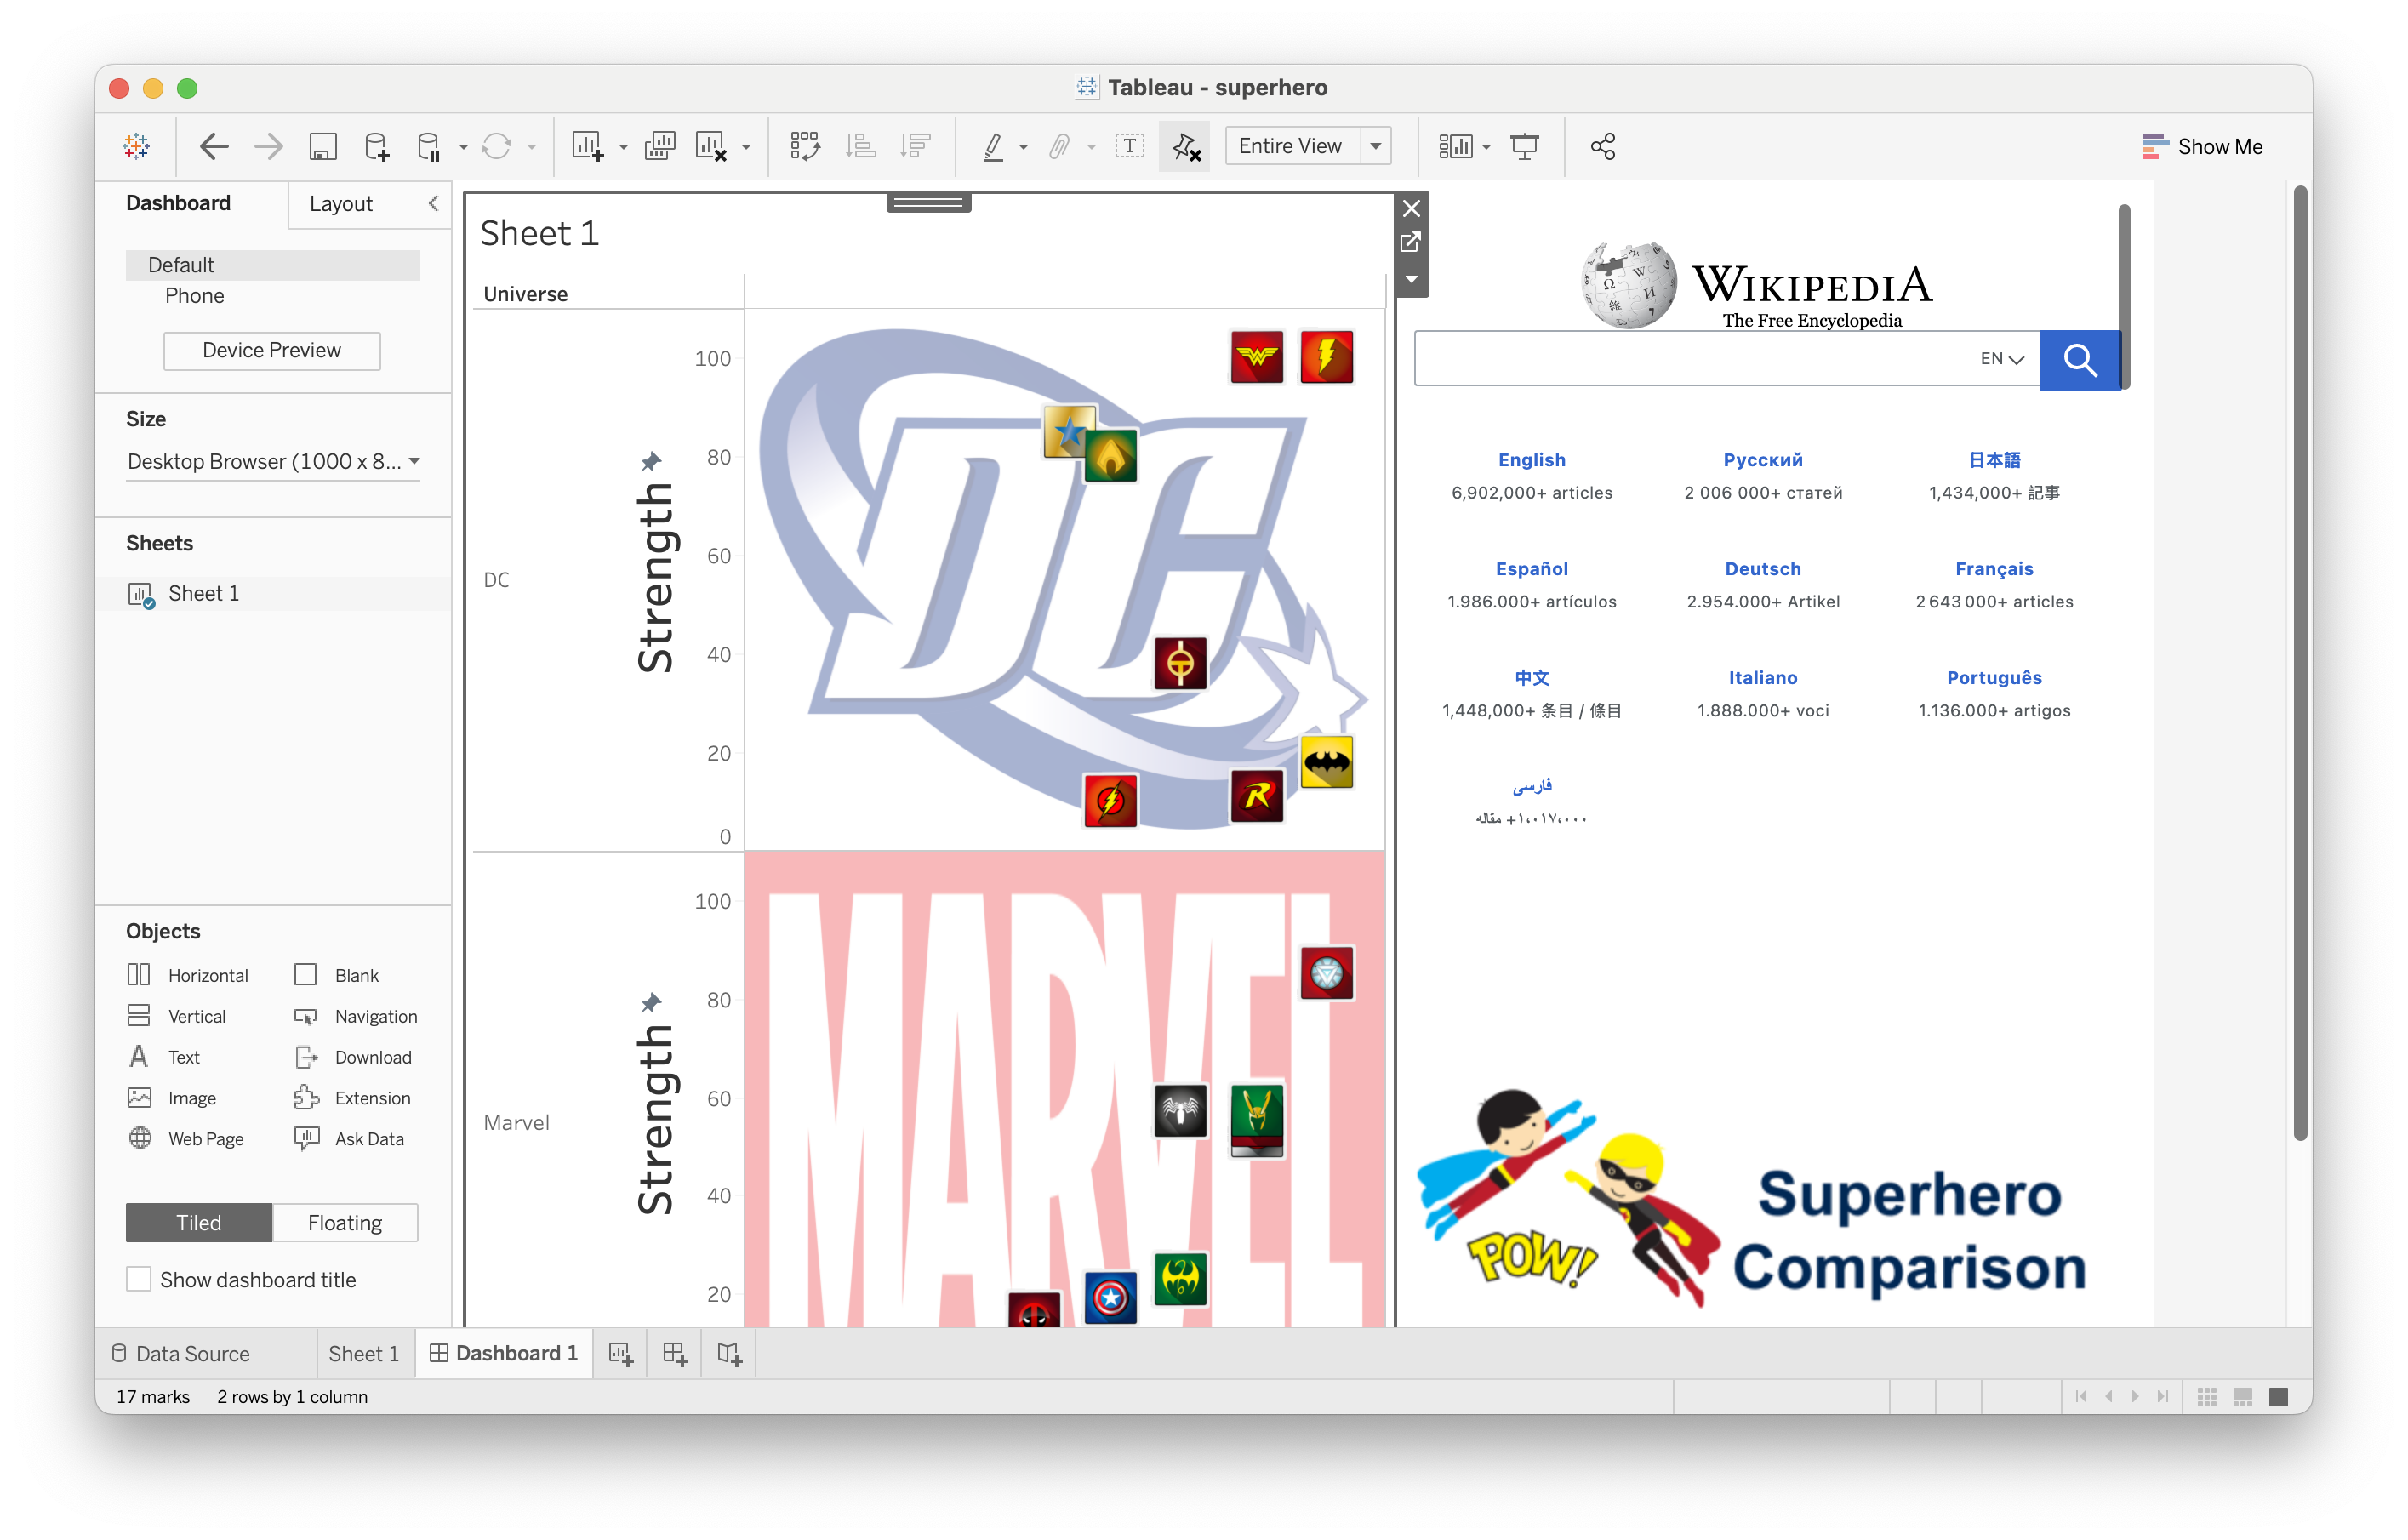 Tableau - superhero
Entire View
Show Me
Dashboard
Layout
Default
Phone
Device Preview
Size
Desktop Browser (1000 x 8...
Sheets
Sheet 1
Objects
Horizontal
Blank
Vertical
Navigation
Text
Download
Image
Extension
Web Page
Ask Data
Tiled
Floating
Show dashboard title
Sheet 1
Universe
DC
Strength
100
80
60
40
20
0
DC
R
Marvel
Strength
100
80
60
40
20
MARVEL
WIKIPEDIA
The Free Encyclopedia
EN
English
6,902,000+ articles
Русский
2 006 000+ статей
日本語
1,434,000+ 記事
Español
1.986.000+ artículos
Deutsch
2.954.000+ Artikel
Français
2 643 000+ articles
中文
1,448,000+ 条目 / 條目
Italiano
1.888.000+ voci
Português
1.136.000+ artigos
فارسی
۱،۰۱۷،۰۰۰+ مقاله
POW!
Superhero
Comparison
Data Source
Sheet 1
Dashboard 1
17 marks
2 rows by 1 column